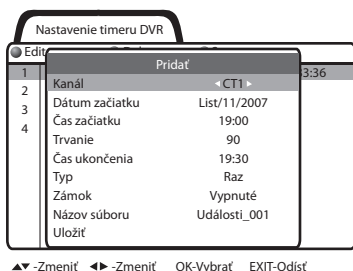 Nastavenie timeru DVR
Edit
Pridať
1
3:36
Kanál CT1
2
Dátum začiatku List/11/2007
3
Čas začiatku 19:00
4
Trvanie 90
Čas ukončenia 19:30
Typ Raz
Zámok Vypnuté
Názov súboru Události_001
Uložiť
▲▼ -Zmeniť ◀▶ -Zmeniť OK-Vybrať EXIT-Odísť